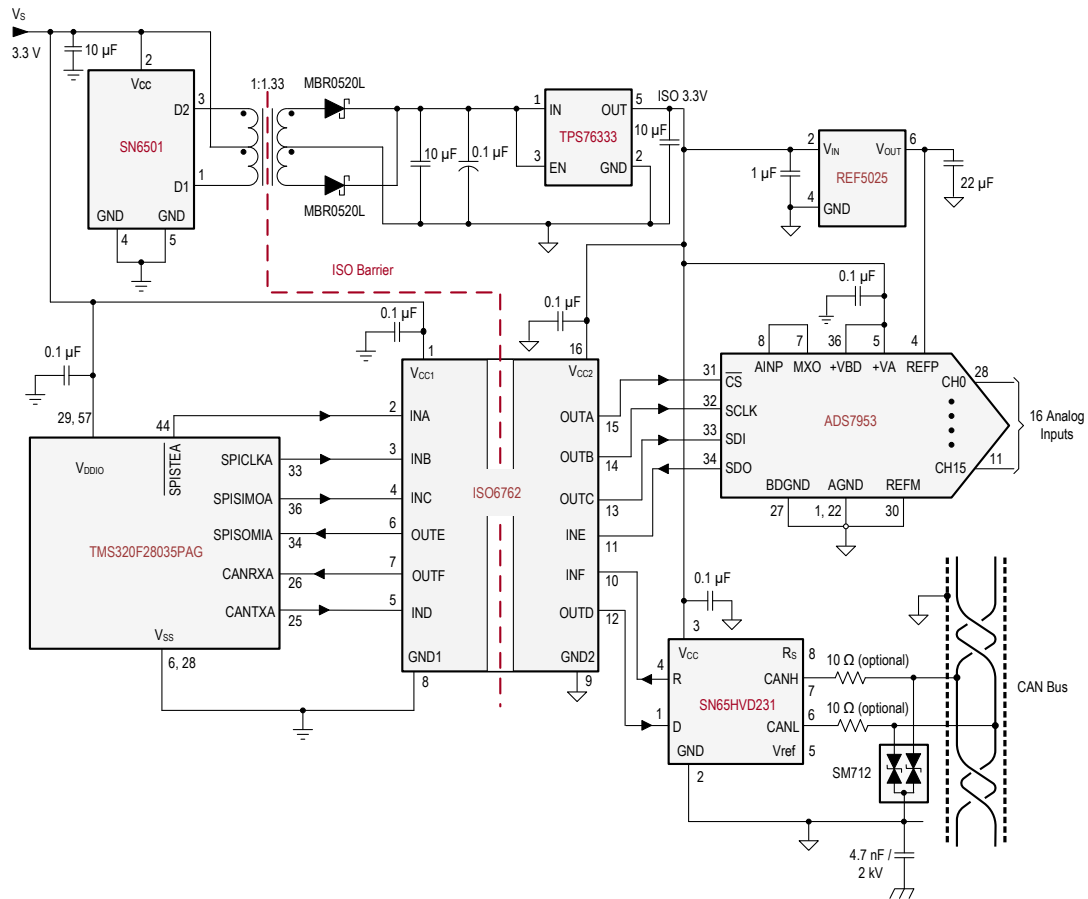 VS
3.3 V
10 µF
2
Vcc
SN6501
D2
3
D1
1
GND
GND
4
5
1:1.33
MBR0520L
MBR0520L
10 µF
0.1 µF
1
IN
OUT
5
TPS76333
3
EN
GND
2
ISO 3.3V
10 µF
2
VIN
VOUT
6
REF5025
1 µF
4
GND
22 µF
ISO Barrier
0.1 µF
29, 57
44
VDDIO
SPISTEA
SPICLKA
33
SPISIMOA
36
SPISOMIA
34
TMS320F28035PAG
CANRXA
26
CANTXA
25
VSS
6, 28
0.1 µF
1
VCC1
2
INA
3
INB
4
INC
6
OUTE
7
OUTF
5
IND
GND1
8
ISO6762
0.1 µF
16
VCC2
OUTA
15
OUTB
14
OUTC
13
INE
11
INF
10
OUTD
12
GND2
9
0.1 µF
8
7
36
5
4
AINP
MXO
+VBD
+VA
REFP
31
CS
32
SCLK
33
SDI
34
SDO
ADS7953
CH0
28
CH15
11
16 Analog
Inputs
BDGND
AGND
REFM
27
1, 22
30
0.1 µF
3
VCC
RS
8
4
R
CANH
7
SN65HVD231
1
D
CANL
6
GND
Vref
5
2
10 Ω (optional)
10 Ω (optional)
SM712
CAN Bus
4.7 nF /
2 kV